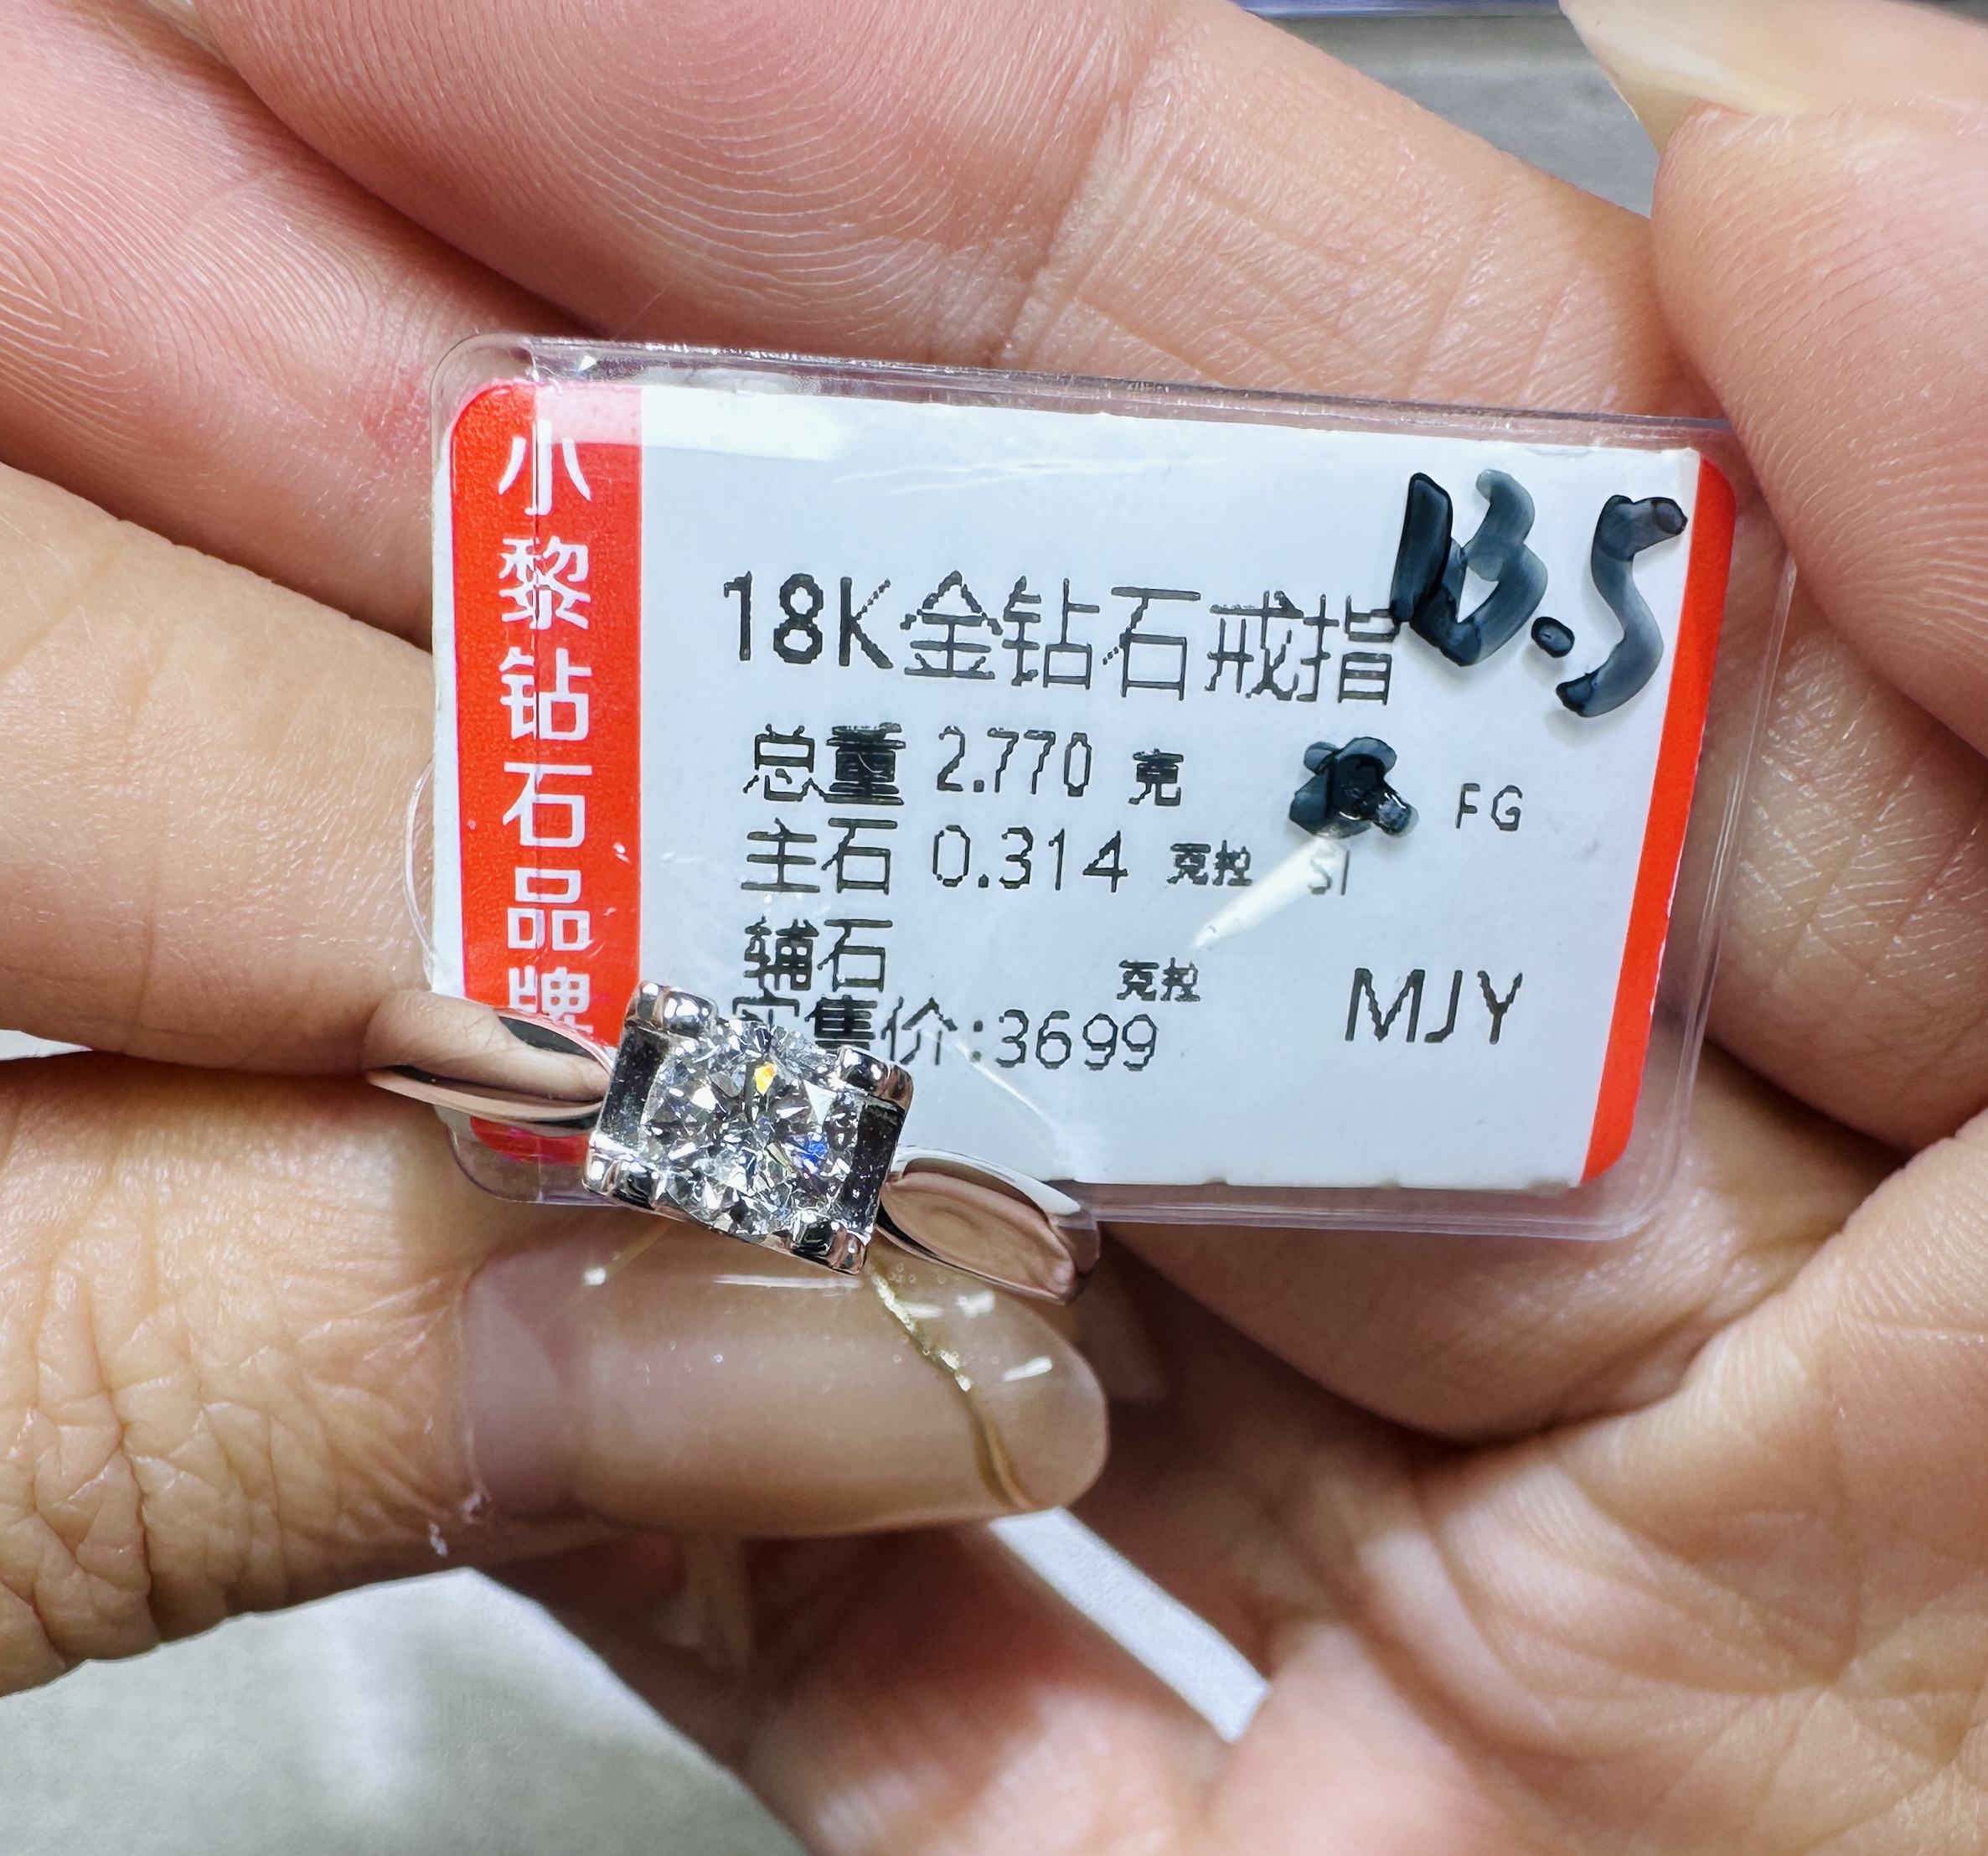 小黎钻石品牌
13.5
18K金钻石戒指
总重 2.770 克 FG
主石 0.314 克拉 SI
辅石 克拉
实售价:3699 MJY